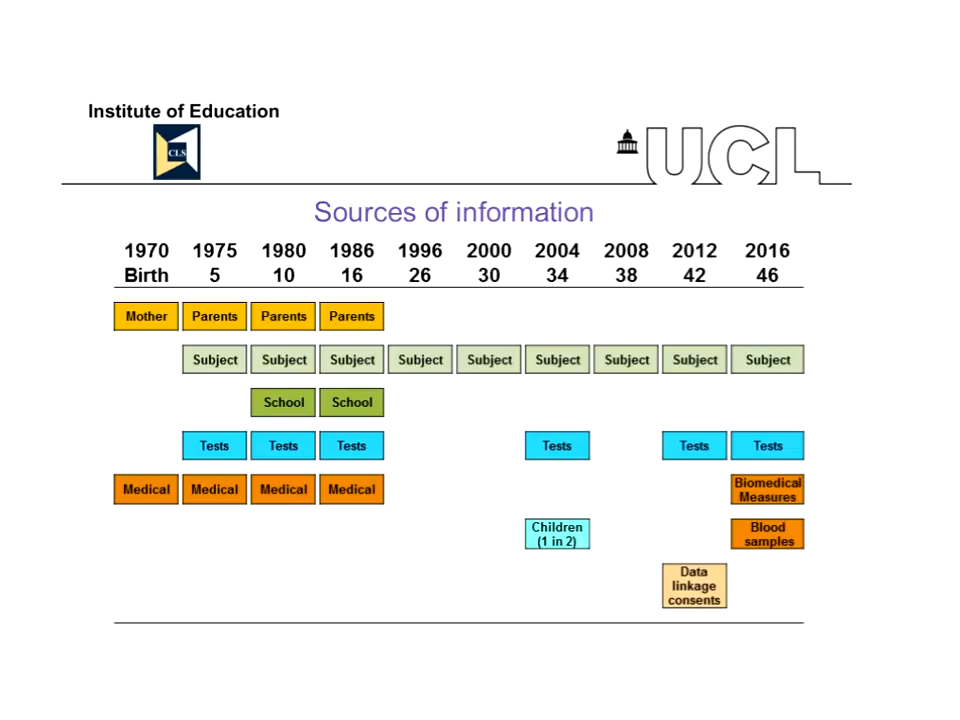 Institute of Education
CLS
UCL
Sources of information
1970 1975 1980 1986 1996 2000 2004 2008 2012 2016
Birth 5 10 16 26 30 34 38 42 46
Mother Parents Parents Parents
Subject Subject Subject Subject Subject Subject Subject Subject Subject
School School
Tests Tests Tests Tests Tests Tests
Medical Medical Medical Medical Biomedical
Measures
Children Blood
(1 in 2) samples
Data
linkage
consents